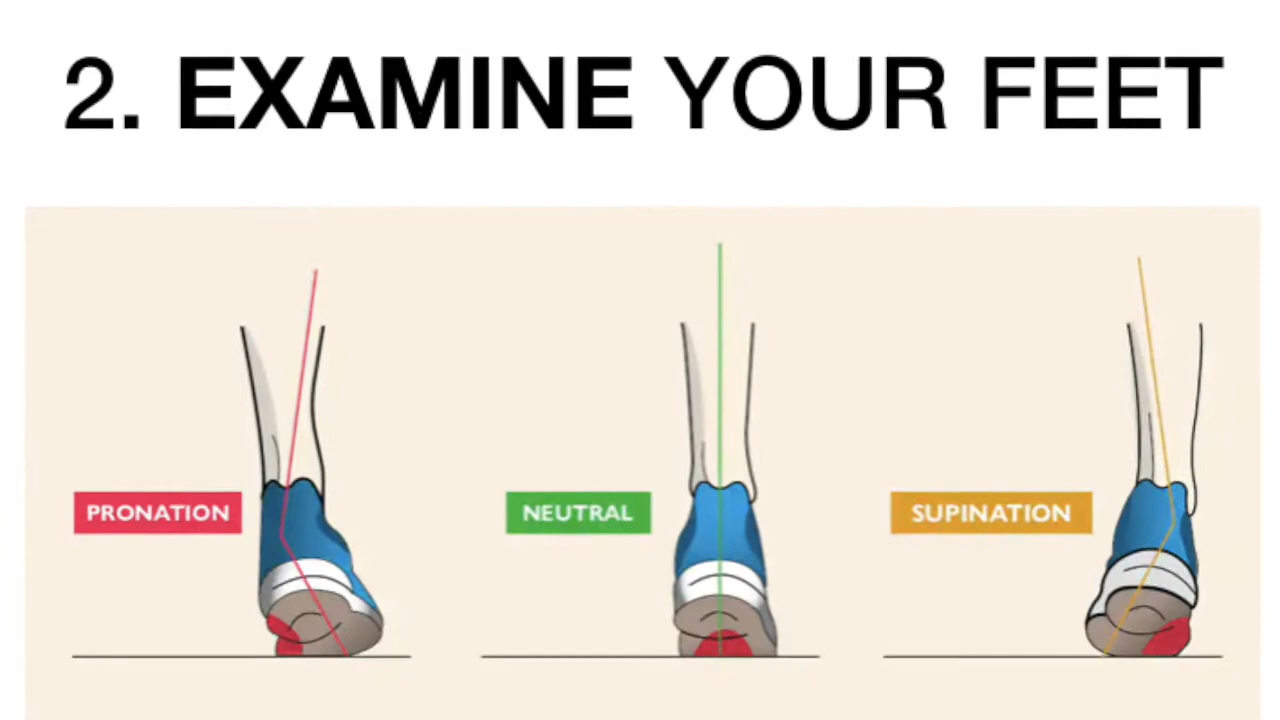 2. EXAMINE YOUR FEET
PRONATION
NEUTRAL
SUPINATION